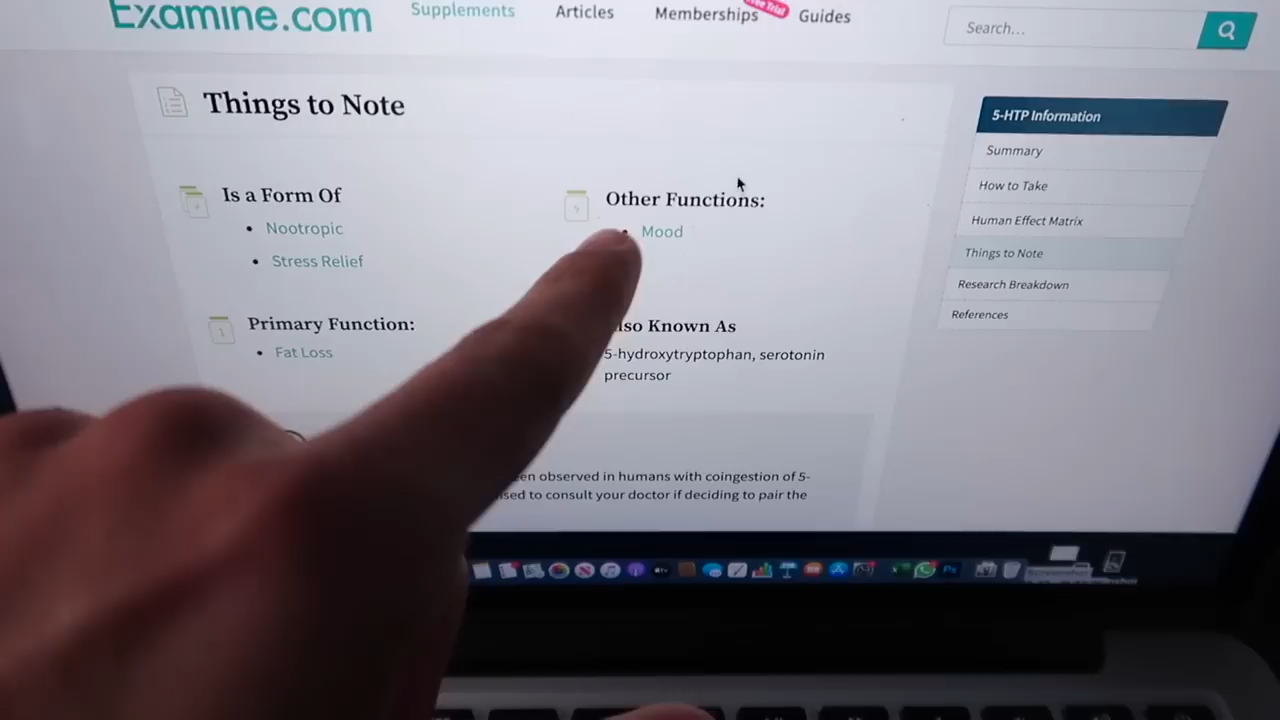 Examine.com
Supplements
Articles
Memberships
Free Trial
Guides
Search...
Things to Note
Is a Form Of
Nootropic
Stress Relief
Other Functions:
Mood
Primary Function:
Fat Loss
Also Known As
5-hydroxytryptophan, serotonin
precursor
observed in humans with coingestion of 5-
to consult your doctor if deciding to pair the
5-HTP Information
Summary
How to Take
Human Effect Matrix
Things to Note
Research Breakdown
References